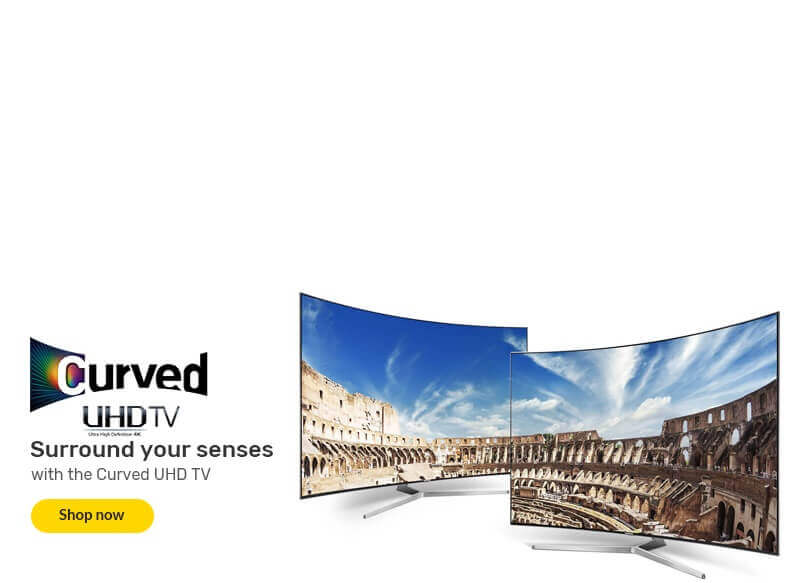 Curved
UHDTV
Ultra High Definition 4K
Surround your senses
with the Curved UHD TV
Shop now